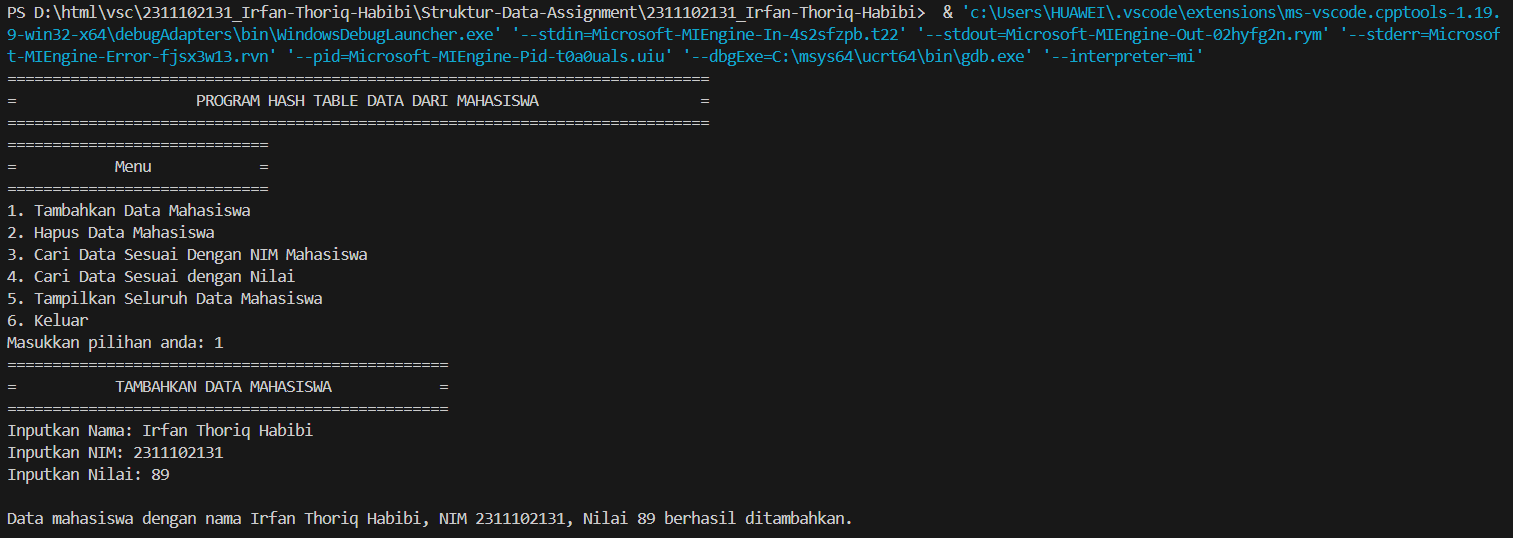 PS D:\html\vsc\2311102131_Irfan-Thoriq-Habibi\Struktur-Data-Assignment\2311102131_Irfan-Thoriq-Habibi>  & 'c:\Users\HUAWEI\.vscode\extensions\ms-vscode.cpptools-1.19.
9-win32-x64\debugAdapters\bin\WindowsDebugLauncher.exe' '--stdin=Microsoft-MIEngine-In-4s2sfzpb.t22' '--stdout=Microsoft-MIEngine-Out-02hyfg2n.rym' '--stderr=Microsof
t-MIEngine-Error-fjsx3w13.rvn' '--pid=Microsoft-MIEngine-Pid-t0a0uals.uiu' '--dbgExe=C:\msys64\ucrt64\bin\gdb.exe' '--interpreter=mi'
==============================================================================
=                    PROGRAM HASH TABLE DATA DARI MAHASISWA                  =
==============================================================================
=============================
=           Menu            =
=============================
1. Tambahkan Data Mahasiswa
2. Hapus Data Mahasiswa
3. Cari Data Sesuai Dengan NIM Mahasiswa
4. Cari Data Sesuai dengan Nilai
5. Tampilkan Seluruh Data Mahasiswa
6. Keluar
Masukkan pilihan anda: 1
=================================================
=           TAMBAHKAN DATA MAHASISWA            =
=================================================
Inputkan Nama: Irfan Thoriq Habibi
Inputkan NIM: 2311102131
Inputkan Nilai: 89
Data mahasiswa dengan nama Irfan Thoriq Habibi, NIM 2311102131, Nilai 89 berhasil ditambahkan.